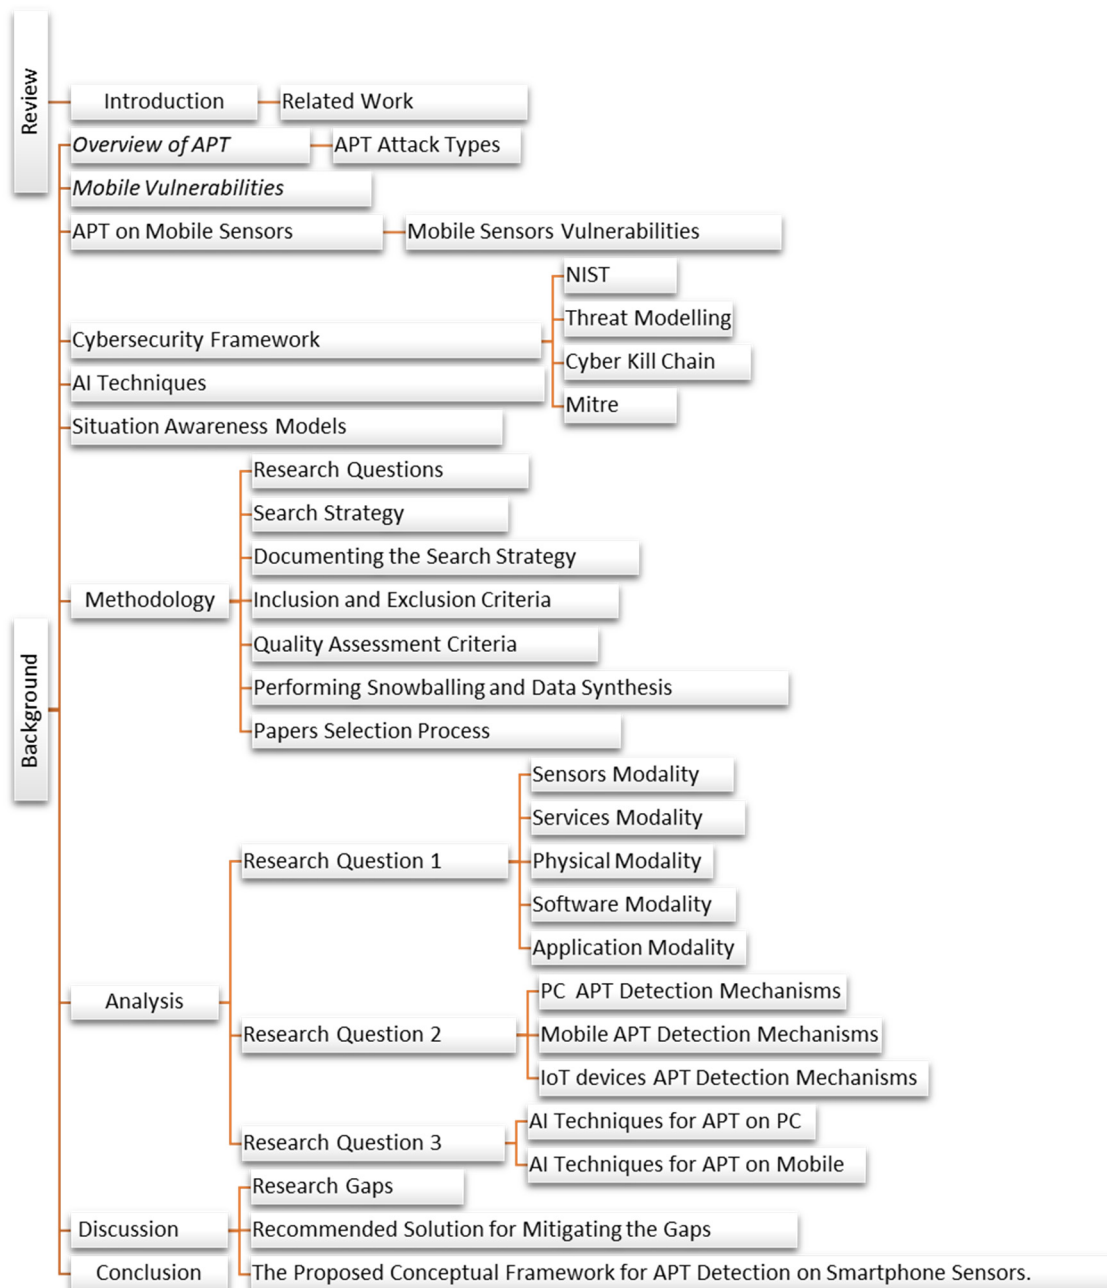 Review
Introduction
Related Work
Overview of APT
APT Attack Types
Mobile Vulnerabilities
APT on Mobile Sensors
Mobile Sensors Vulnerabilities
Cybersecurity Framework
NIST
Threat Modelling
Cyber Kill Chain
Mitre
AI Techniques
Situation Awareness Models
Background
Methodology
Research Questions
Search Strategy
Documenting the Search Strategy
Inclusion and Exclusion Criteria
Quality Assessment Criteria
Performing Snowballing and Data Synthesis
Papers Selection Process
Analysis
Research Question 1
Sensors Modality
Services Modality
Physical Modality
Software Modality
Application Modality
Research Question 2
PC APT Detection Mechanisms
Mobile APT Detection Mechanisms
IoT devices APT Detection Mechanisms
Research Question 3
AI Techniques for APT on PC
AI Techniques for APT on Mobile
Discussion
Research Gaps
Recommended Solution for Mitigating the Gaps
The Proposed Conceptual Framework for APT Detection on Smartphone Sensors.
Conclusion